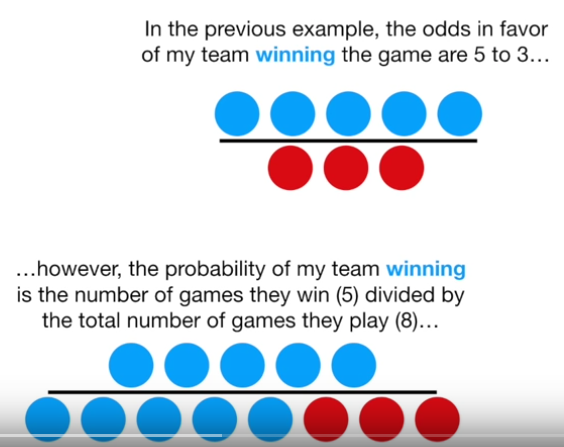 In the previous example, the odds in favor
of my team winning the game are 5 to 3...
...however, the probability of my team winning
is the number of games they win (5) divided by
the total number of games they play (8)...